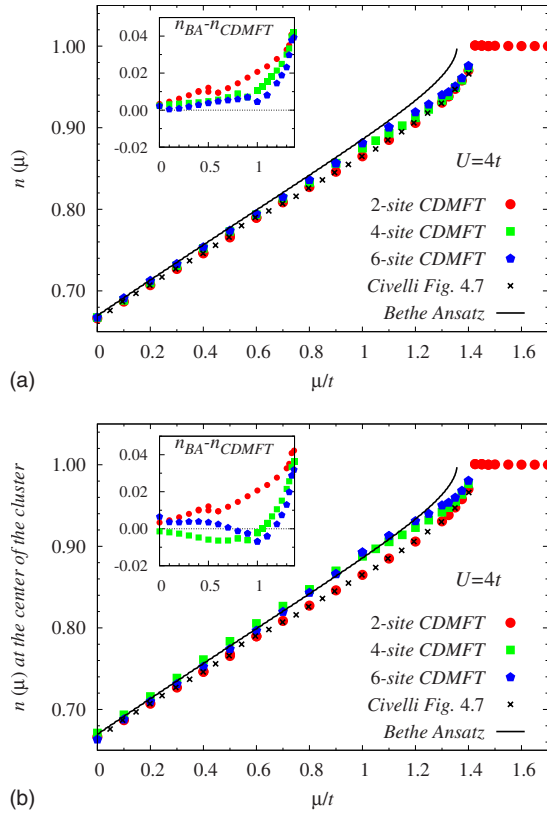 n_BA-n_CDMFT
0.04
0.02
0.00
-0.02
0.0
0.5
1.0
1.00
0.90
0.80
0.70
n (μ)
U=4t
2-site CDMFT
4-site CDMFT
6-site CDMFT
Civelli Fig. 4.7
Bethe Ansatz
0 0.2 0.4 0.6 0.8 1.0 1.2 1.4 1.6
(a)
μ/t
n_BA-n_CDMFT
0.04
0.02
0.00
-0.02
0.0
0.5
1.0
1.00
0.90
0.80
0.70
n (μ) at the center of the cluster
U=4t
2-site CDMFT
4-site CDMFT
6-site CDMFT
Civelli Fig. 4.7
Bethe Ansatz
0 0.2 0.4 0.6 0.8 1.0 1.2 1.4 1.6
(b)
μ/t